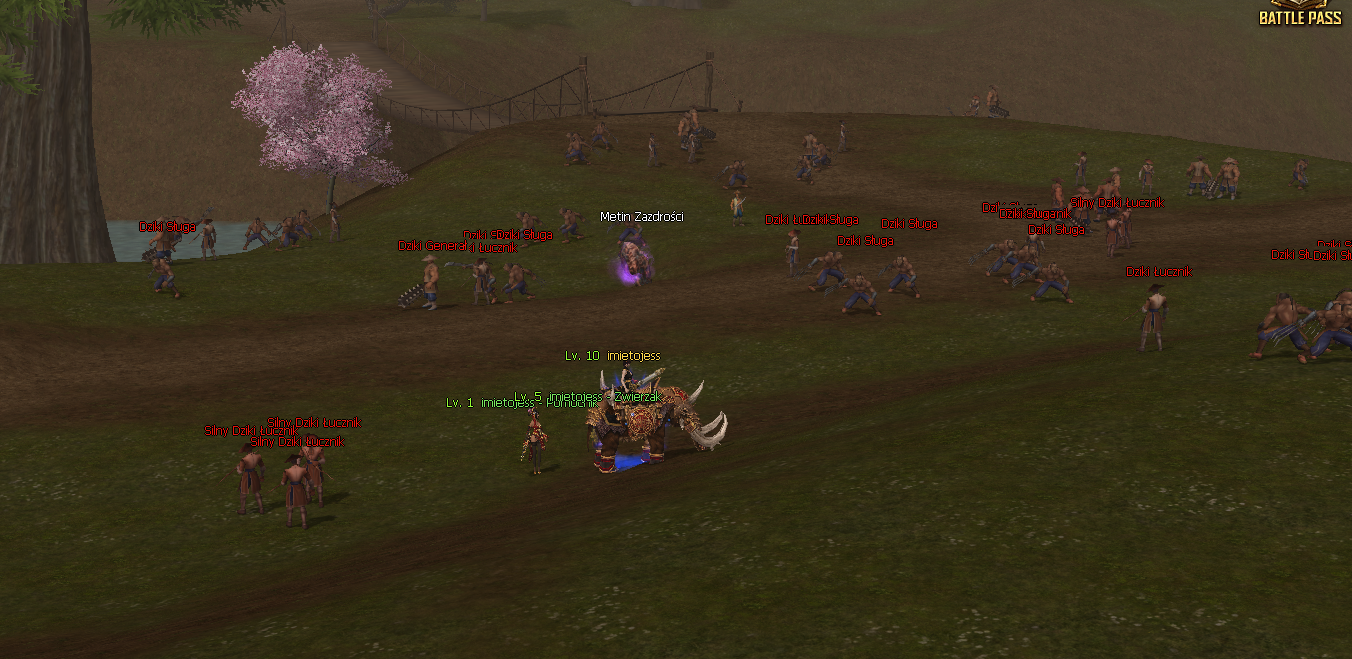 BATTLE PASS
Dziki Sługa
Metin Zazdrości
Silny Dziki Łucznik
Dziki Sługa
Dziki Sługa
Dziki Sługa
Dziki Sługa
Dziki Sługa
Dziki Generał
Dziki Sługa
Łucznik
Dziki Łucznik
Lv. 10 imietojess
Lv. 5 imietojess - Zwierzak
Lv. 1 imietojess - Pomocnik
Silny Dziki Łucznik
Silny Dziki Łucznik
Silny Dziki Łucznik